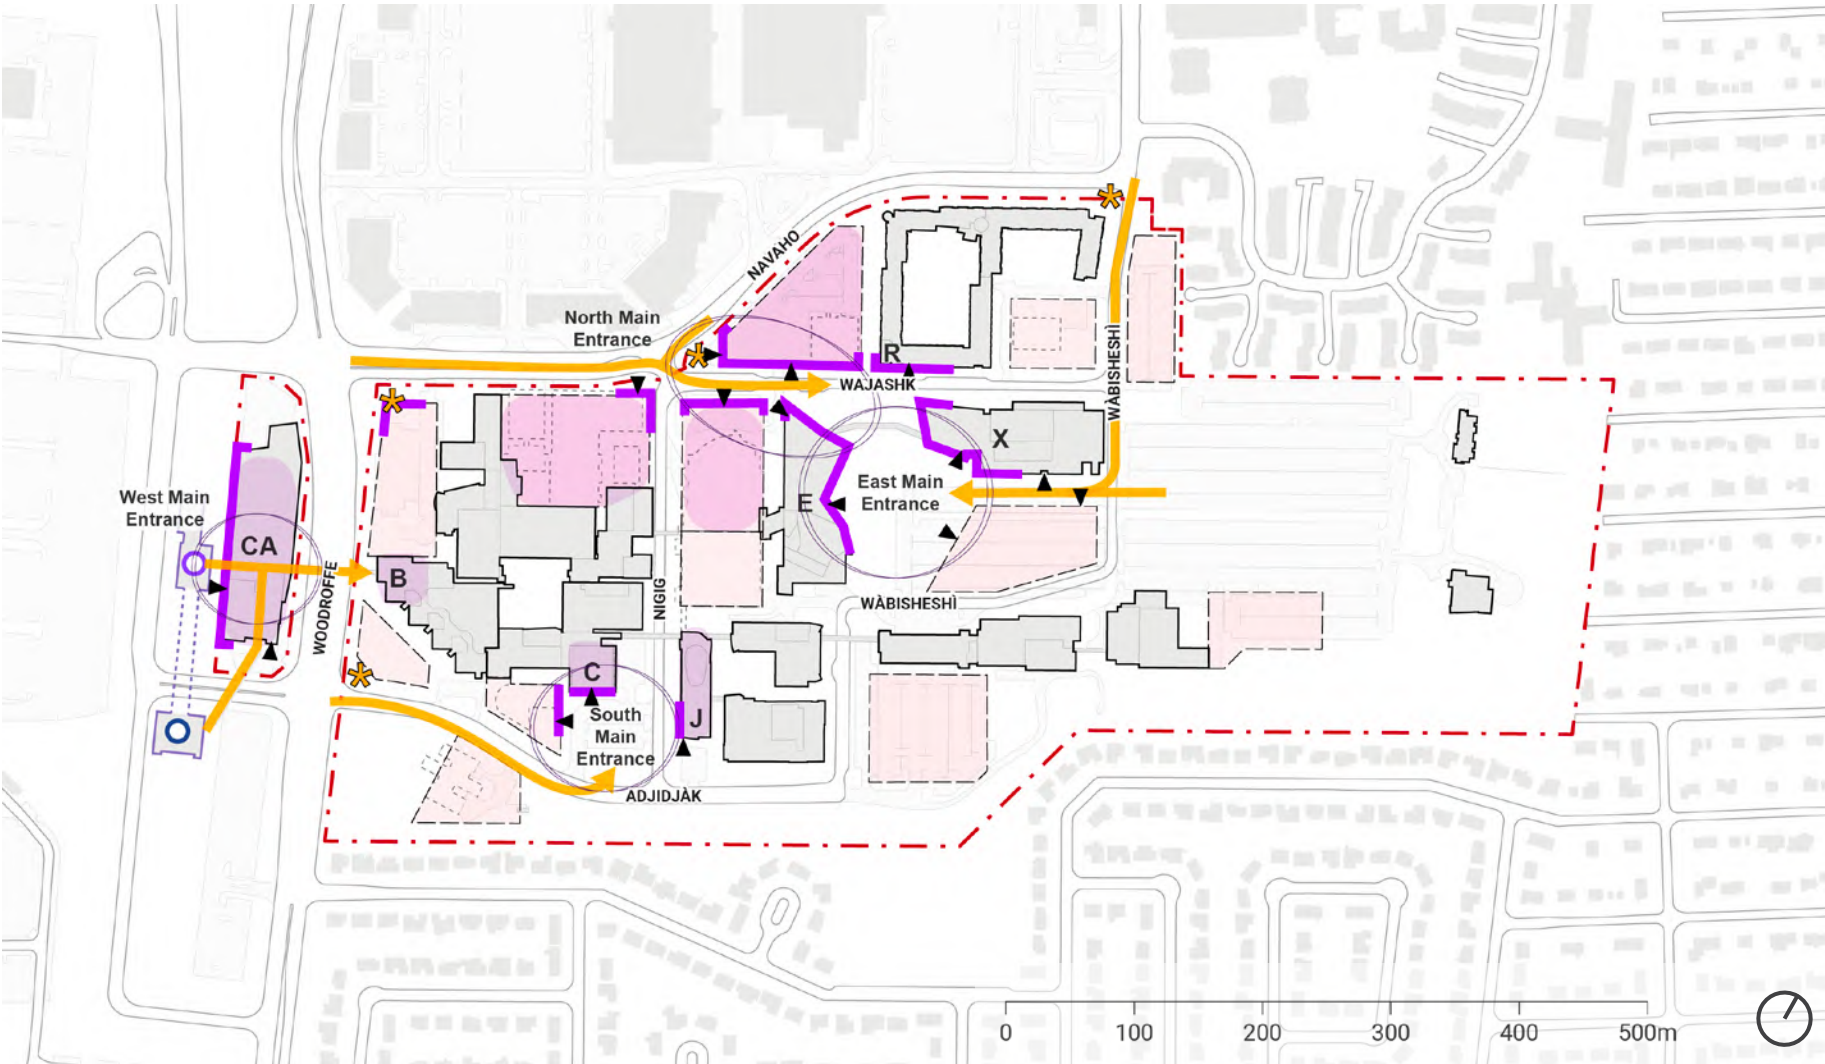 NAVAHO
North Main
Entrance
R
WAJASHK
WÀBISHESHÌ
X
East Main
Entrance
E
West Main
Entrance
CA
B
WOODROFFE
NIGIG
WÀBISHESHÌ
C
J
South
Main
Entrance
ADJIDJÀK
0 100 200 300 400 500m